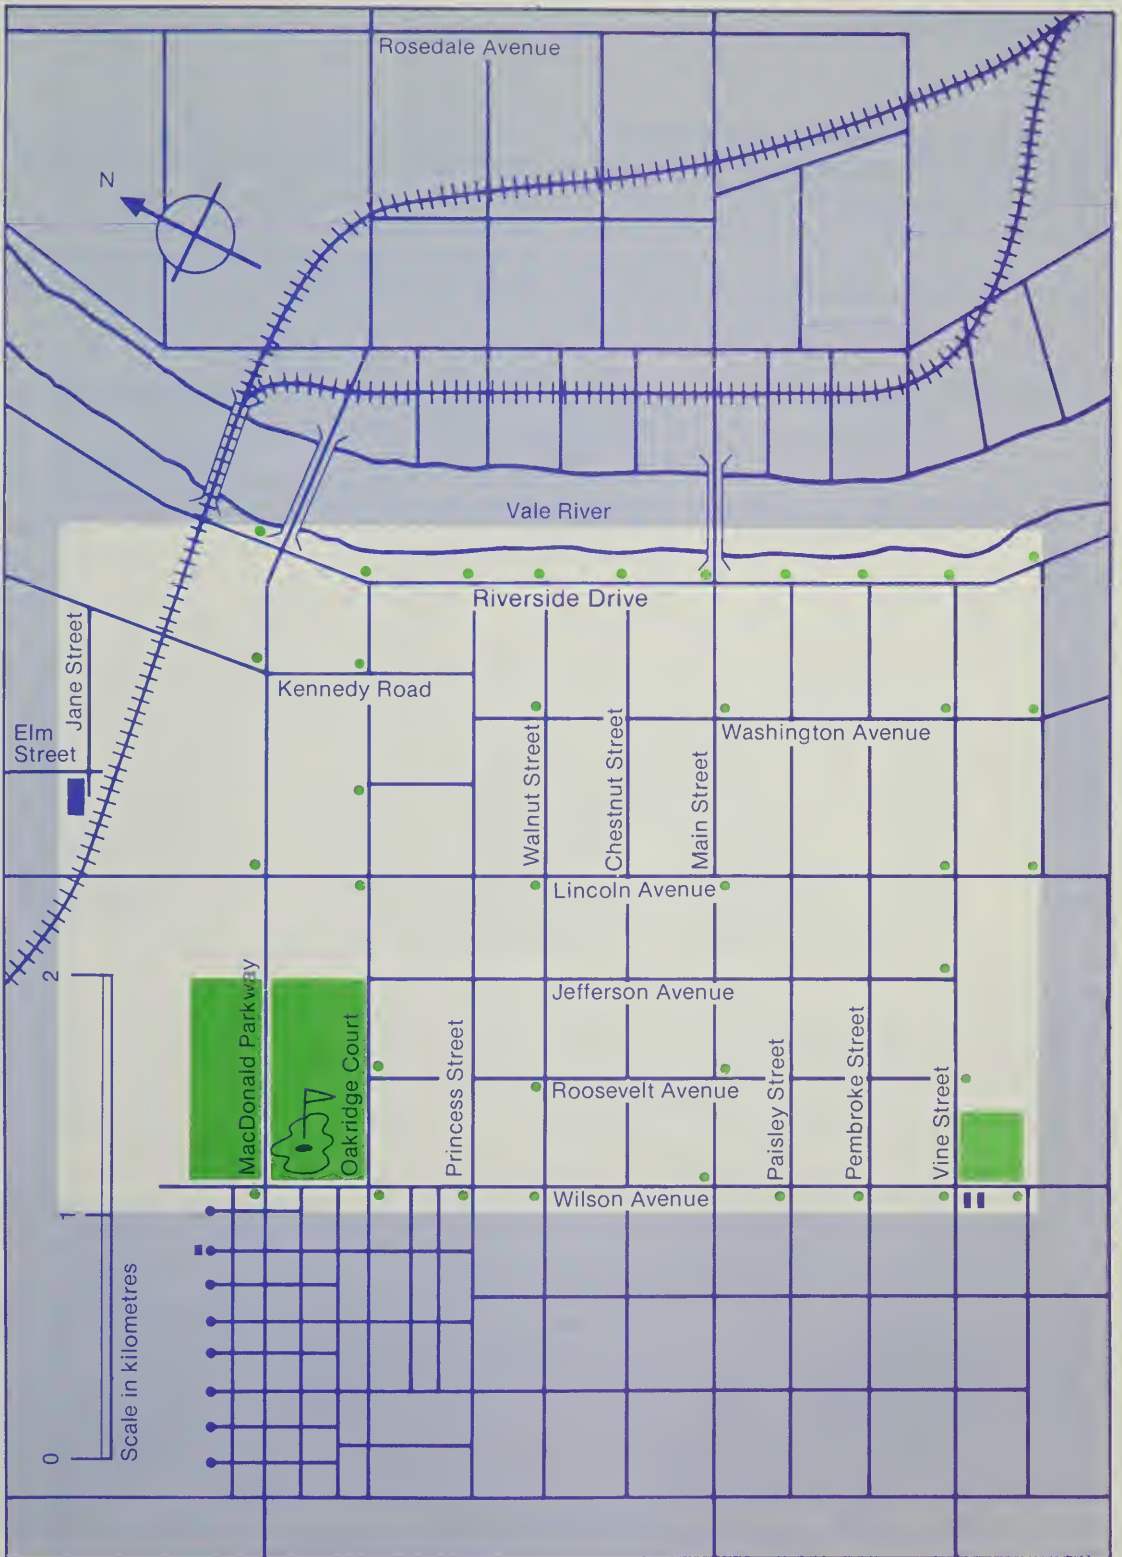 Rosedale Avenue
N
Vale River
Riverside Drive
Jane Street
Kennedy Road
Elm
Street
Washington Avenue
Walnut Street
Chestnut Street
Main Street
Lincoln Avenue
2
MacDonald Parkway
Oakridge Court
Jefferson Avenue
Princess Street
Roosevelt Avenue
Paisley Street
Pembroke Street
Vine Street
Wilson Avenue
1
Scale in kilometres
0